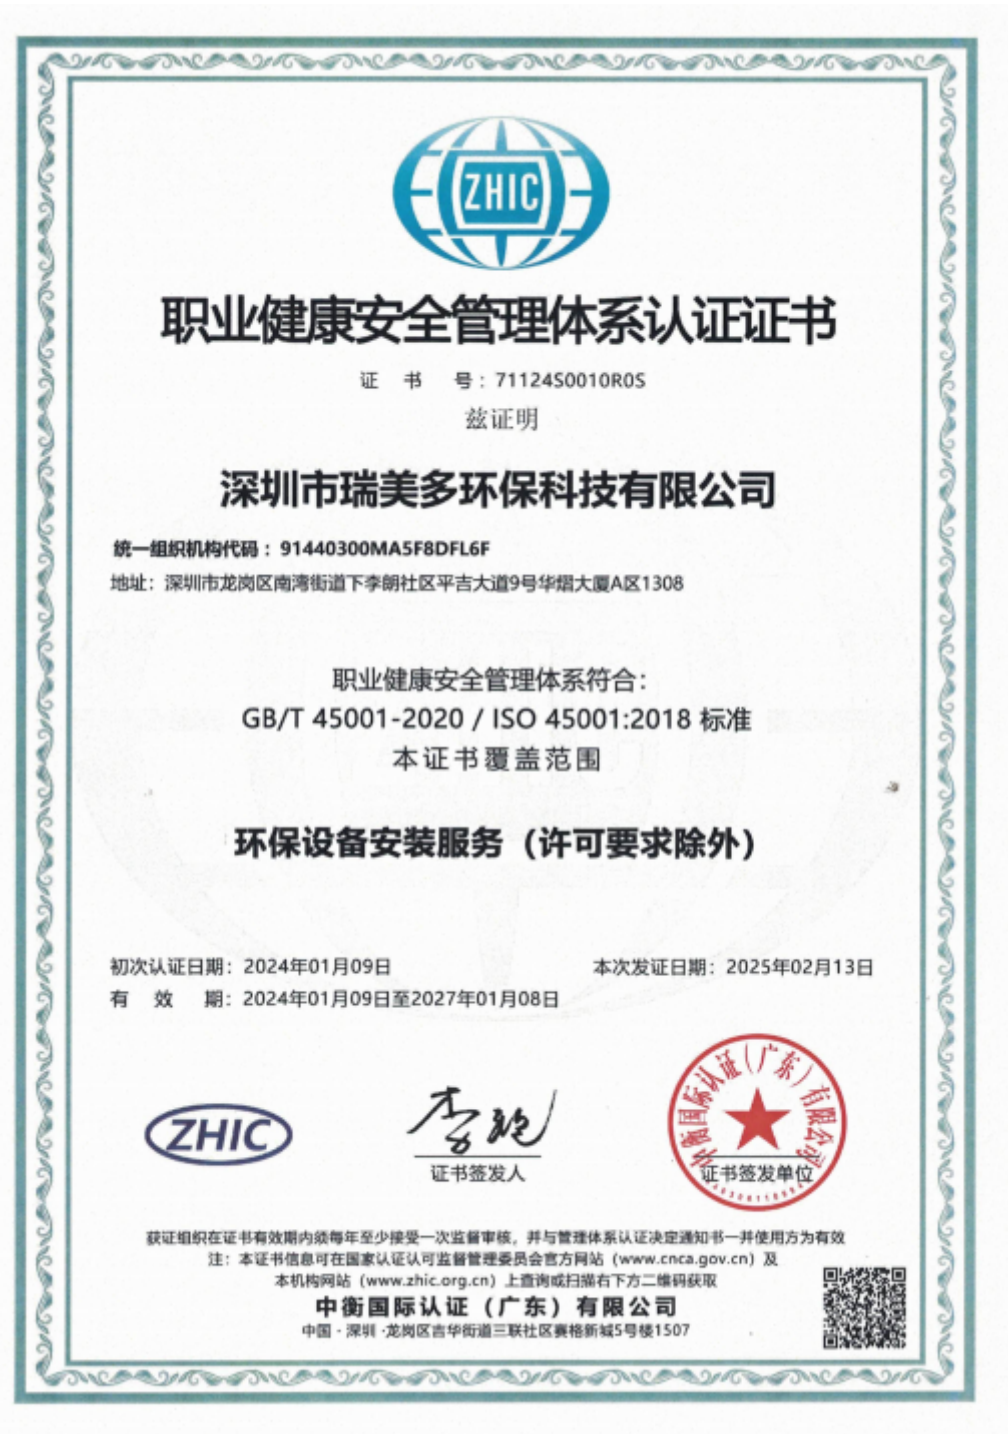 ZHIC
职业健康安全管理体系认证证书
证 书 号：71124S0010R0S
兹证明
深圳市瑞美多环保科技有限公司
统一组织机构代码：91440300MA5F8DFL6F
地址：深圳市龙岗区南湾街道下李朗社区平吉大道9号华熠大厦A区1308
职业健康安全管理体系符合：
GB/T 45001-2020 / ISO 45001:2018 标准
本证书覆盖范围
环保设备安装服务（许可要求除外）
初次认证日期：2024年01月09日
本次发证日期：2025年02月13日
有 效 期：2024年01月09日至2027年01月08日
ZHIC
证书签发人
中衡国际认证（广东）有限公司
证书签发单位
获证组织在证书有效期内须每年至少接受一次监督审核，并与管理体系认证决定通知书一并使用方为有效
注：本证书信息可在国家认证认可监督管理委员会官方网站（www.cnca.gov.cn）及
本机构网站（www.zhic.org.cn）上查询或扫描右下方二维码获取
中衡国际认证（广东）有限公司
中国·深圳·龙岗区吉华街道三联社区赛格新城5号楼1507